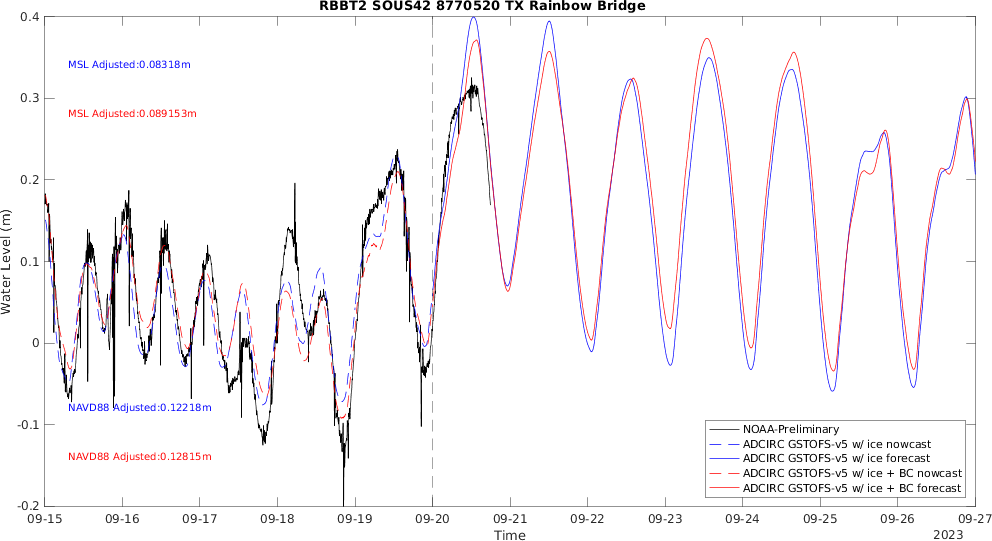 RBBT2 SOUS42 8770520 TX Rainbow Bridge
0.4
0.3
0.2
0.1
0
-0.1
-0.2
Water Level (m)
MSL Adjusted:0.08318m
MSL Adjusted:0.089153m
NAVD88 Adjusted:0.12218m
NAVD88 Adjusted:0.12815m
NOAA-Preliminary
ADCIRC GSTOFS-v5 w/ ice nowcast
ADCIRC GSTOFS-v5 w/ ice forecast
ADCIRC GSTOFS-v5 w/ ice + BC nowcast
ADCIRC GSTOFS-v5 w/ ice + BC forecast
09-15 09-16 09-17 09-18 09-19 09-20 09-21 09-22 09-23 09-24 09-25 09-26 09-27
Time
2023